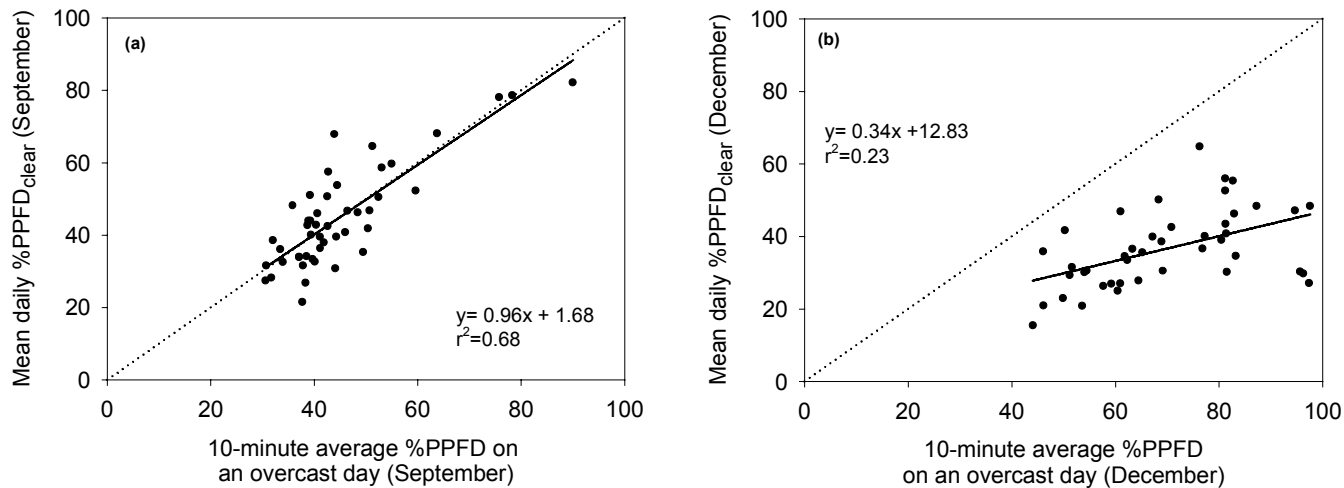 (a)
Mean daily %PPFD_clear (September)
100
80
60
40
20
0
y= 0.96x + 1.68
r²=0.68
0 20 40 60 80 100
10-minute average %PPFD on
an overcast day (September)
(b)
Mean daily %PPFD_clear (December)
100
80
60
40
20
0
y= 0.34x +12.83
r²=0.23
0 20 40 60 80 100
10-minute average %PPFD
on an overcast day (December)